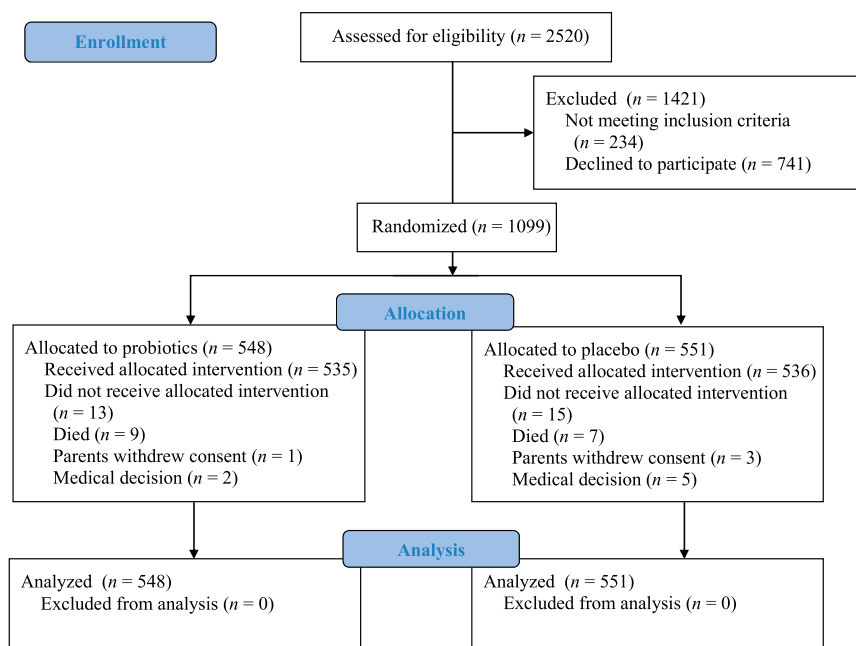 Enrollment
Assessed for eligibility (n = 2520)
Excluded (n = 1421)
Not meeting inclusion criteria
(n = 234)
Declined to participate (n = 741)
Randomized (n = 1099)
Allocation
Allocated to probiotics (n = 548)
Received allocated intervention (n = 535)
Did not receive allocated intervention
(n = 13)
Died (n = 9)
Parents withdrew consent (n = 1)
Medical decision (n = 2)
Allocated to placebo (n = 551)
Received allocated intervention (n = 536)
Did not receive allocated intervention
(n = 15)
Died (n = 7)
Parents withdrew consent (n = 3)
Medical decision (n = 5)
Analysis
Analyzed (n = 548)
Excluded from analysis (n = 0)
Analyzed (n = 551)
Excluded from analysis (n = 0)